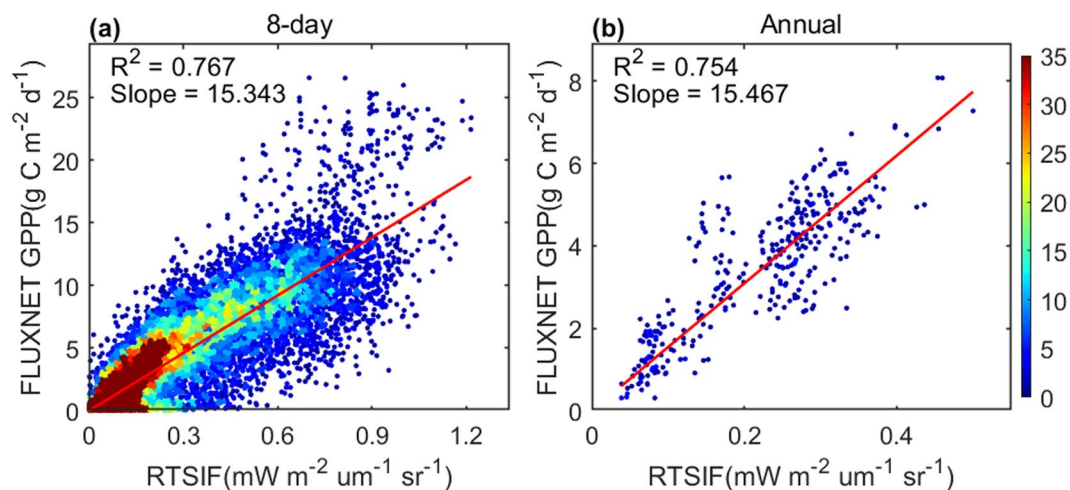 (a) 8-day
R² = 0.767
Slope = 15.343
FLUXNET GPP(g C m⁻² d⁻¹)
25
20
15
10
5
0
0 0.3 0.6 0.9 1.2
RTSIF(mW m⁻² um⁻¹ sr⁻¹)
(b) Annual
R² = 0.754
Slope = 15.467
FLUXNET GPP(g C m⁻² d⁻¹)
8
6
4
2
0
0 0.2 0.4
RTSIF(mW m⁻² um⁻¹ sr⁻¹)
35
30
25
20
15
10
5
0